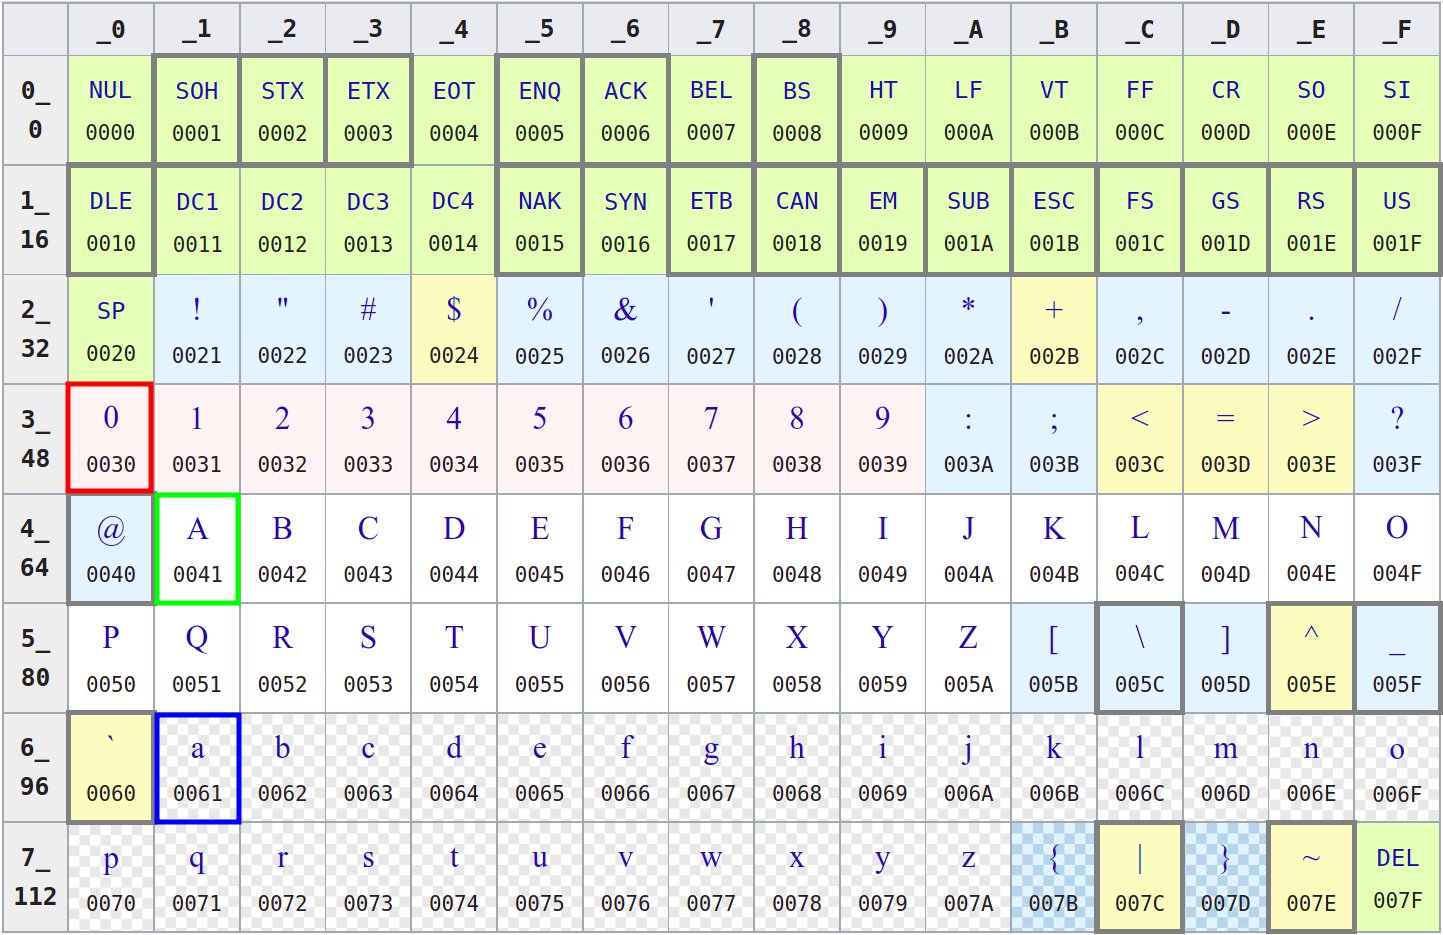 _0 _1 _2 _3 _4 _5 _6 _7 _8 _9 _A _B _C _D _E _F
0_ NUL SOH STX ETX EOT ENQ ACK BEL BS HT LF VT FF CR SO SI
0 0000 0001 0002 0003 0004 0005 0006 0007 0008 0009 000A 000B 000C 000D 000E 000F
1_ DLE DC1 DC2 DC3 DC4 NAK SYN ETB CAN EM SUB ESC FS GS RS US
16 0010 0011 0012 0013 0014 0015 0016 0017 0018 0019 001A 001B 001C 001D 001E 001F
2_ SP ! " # $ % & ' ( ) * + , - . /
32 0020 0021 0022 0023 0024 0025 0026 0027 0028 0029 002A 002B 002C 002D 002E 002F
3_ 0 1 2 3 4 5 6 7 8 9 : ; < = > ?
48 0030 0031 0032 0033 0034 0035 0036 0037 0038 0039 003A 003B 003C 003D 003E 003F
4_ @ A B C D E F G H I J K L M N O
64 0040 0041 0042 0043 0044 0045 0046 0047 0048 0049 004A 004B 004C 004D 004E 004F
5_ P Q R S T U V W X Y Z [ \ ] ^ _
80 0050 0051 0052 0053 0054 0055 0056 0057 0058 0059 005A 005B 005C 005D 005E 005F
6_ ` a b c d e f g h i j k l m n o
96 0060 0061 0062 0063 0064 0065 0066 0067 0068 0069 006A 006B 006C 006D 006E 006F
7_ p q r s t u v w x y z { | } ~ DEL
112 0070 0071 0072 0073 0074 0075 0076 0077 0078 0079 007A 007B 007C 007D 007E 007F